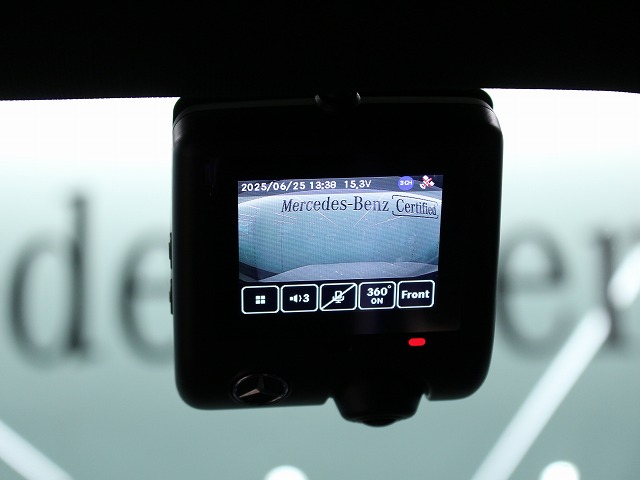 2025/06/25 13:38 15.3V
Mercedes-Benz Certified
3
360°
ON
Front